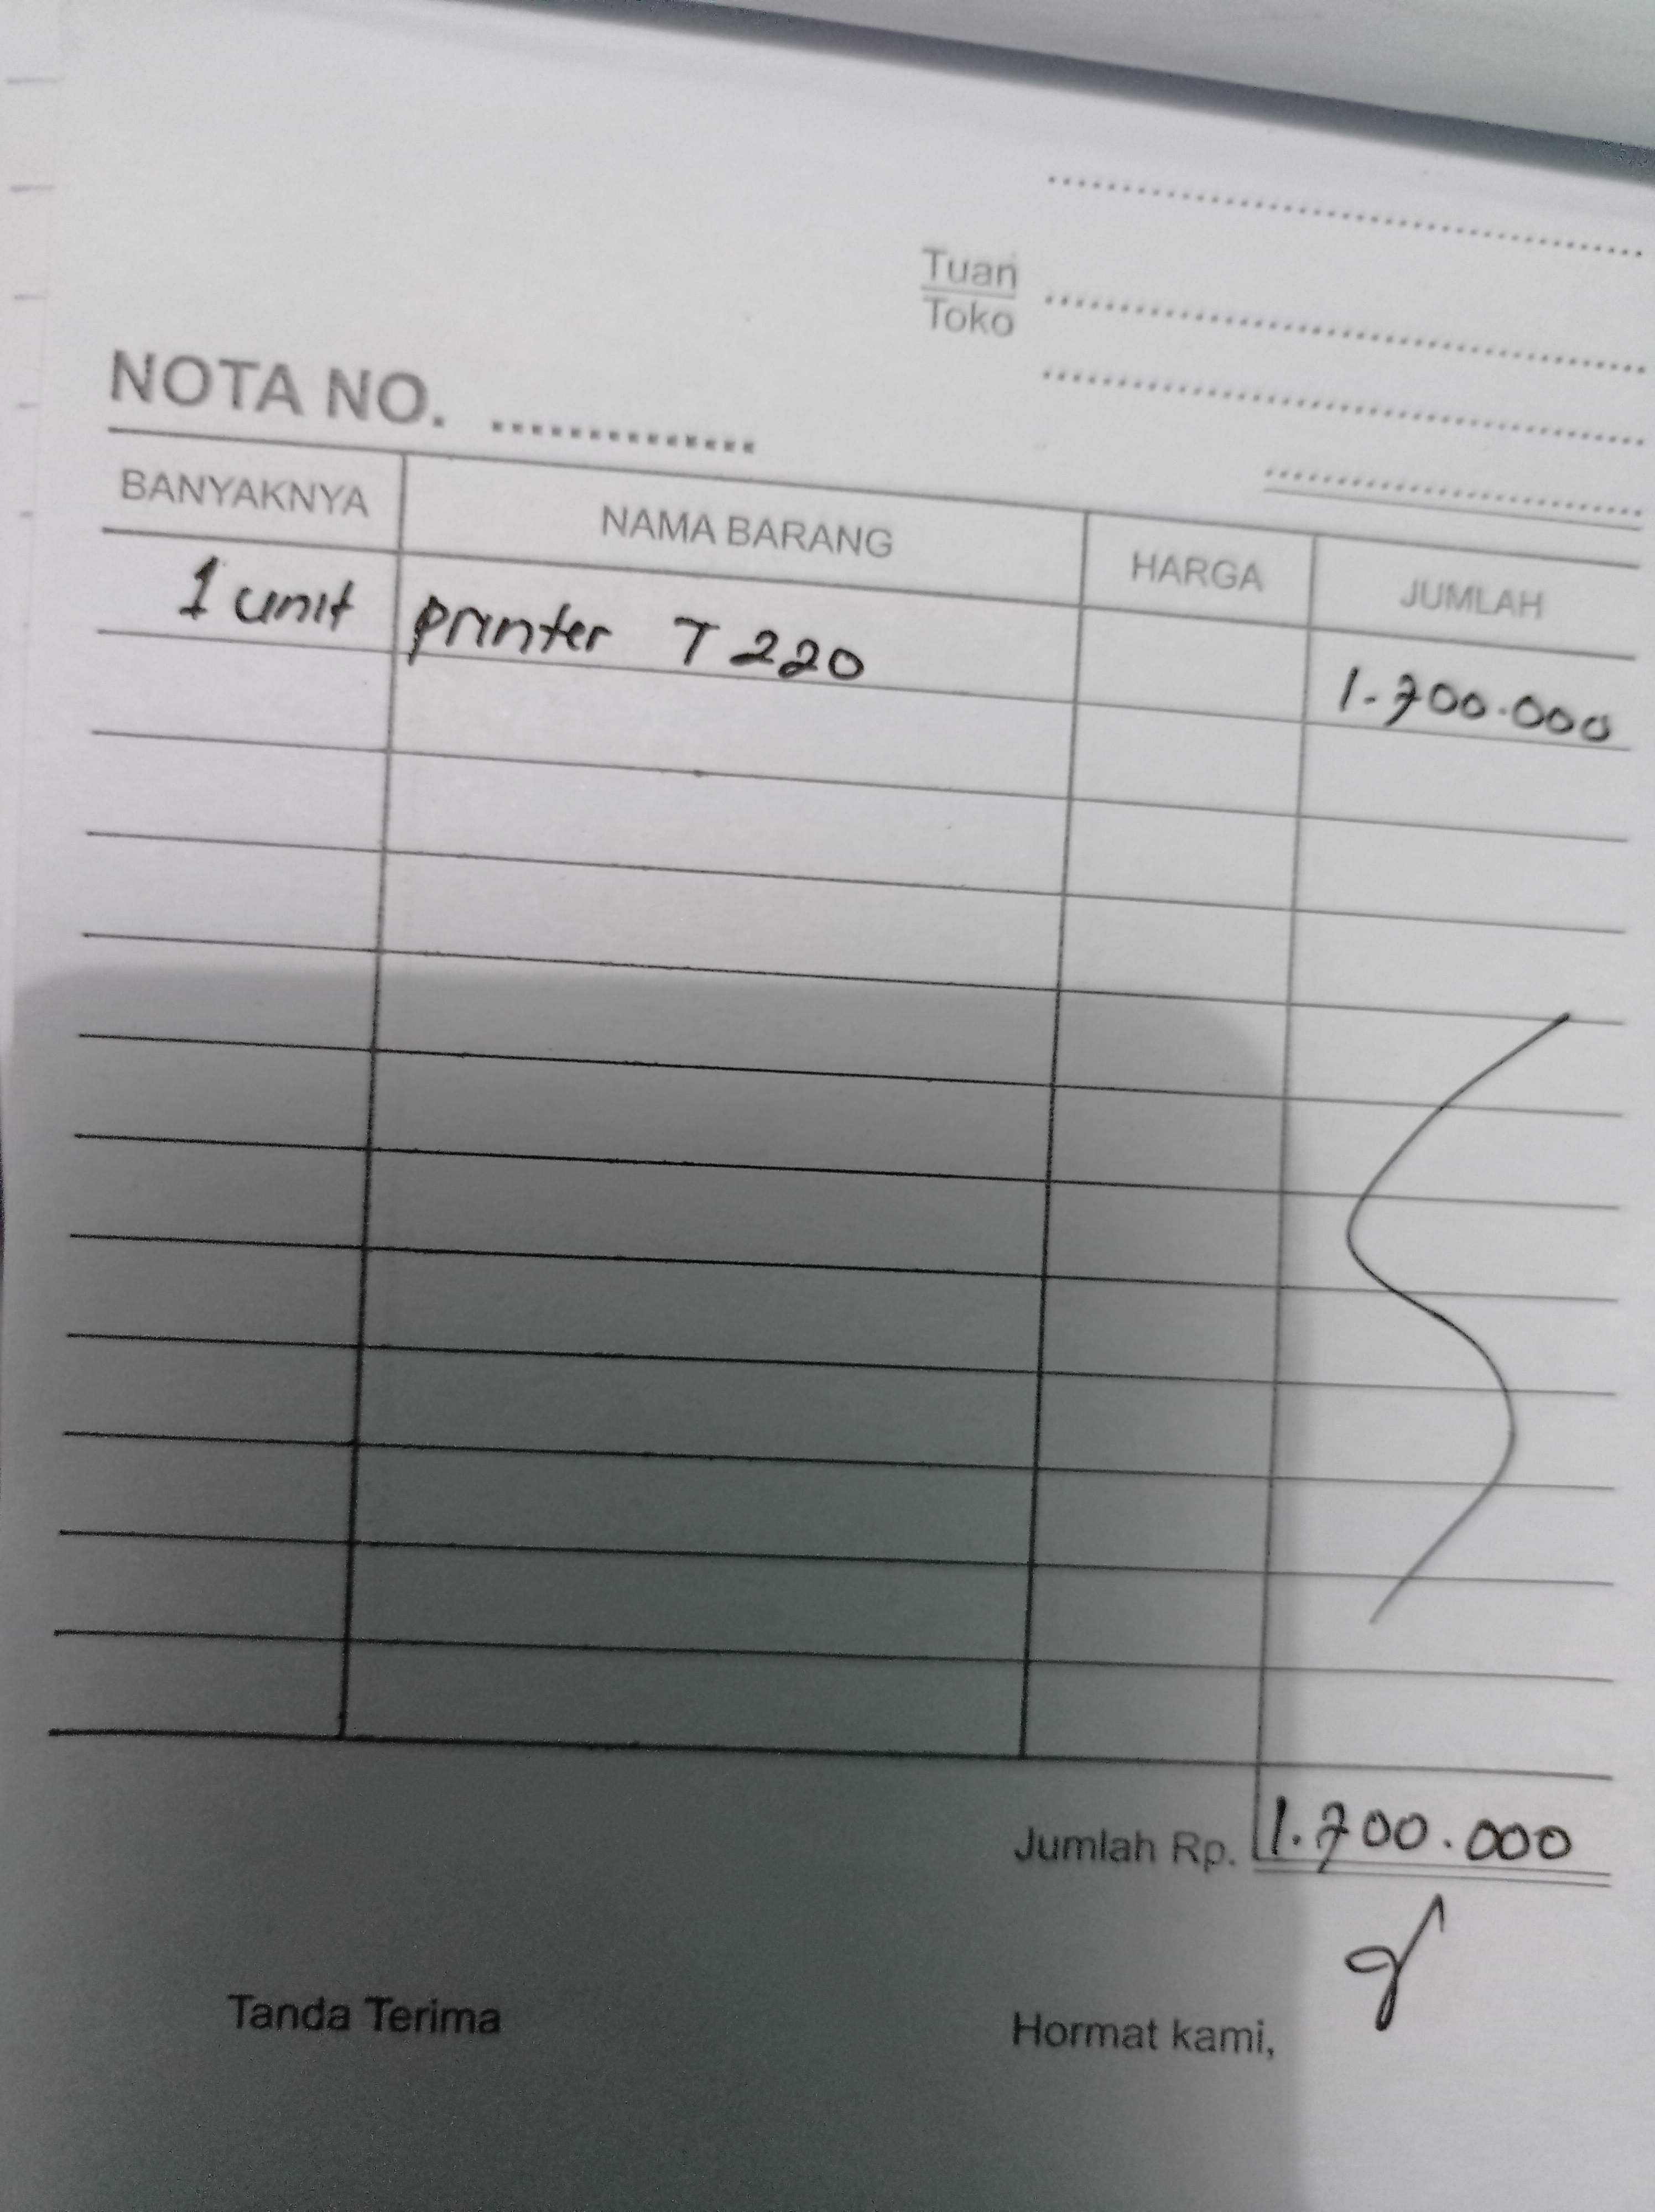 Tuan
Toko
NOTA NO. ..............
BANYAKNYA NAMA BARANG HARGA JUMLAH
1 unit printer T 220 1.700.000
Jumlah Rp. 1.700.000
Tanda Terima Hormat kami,